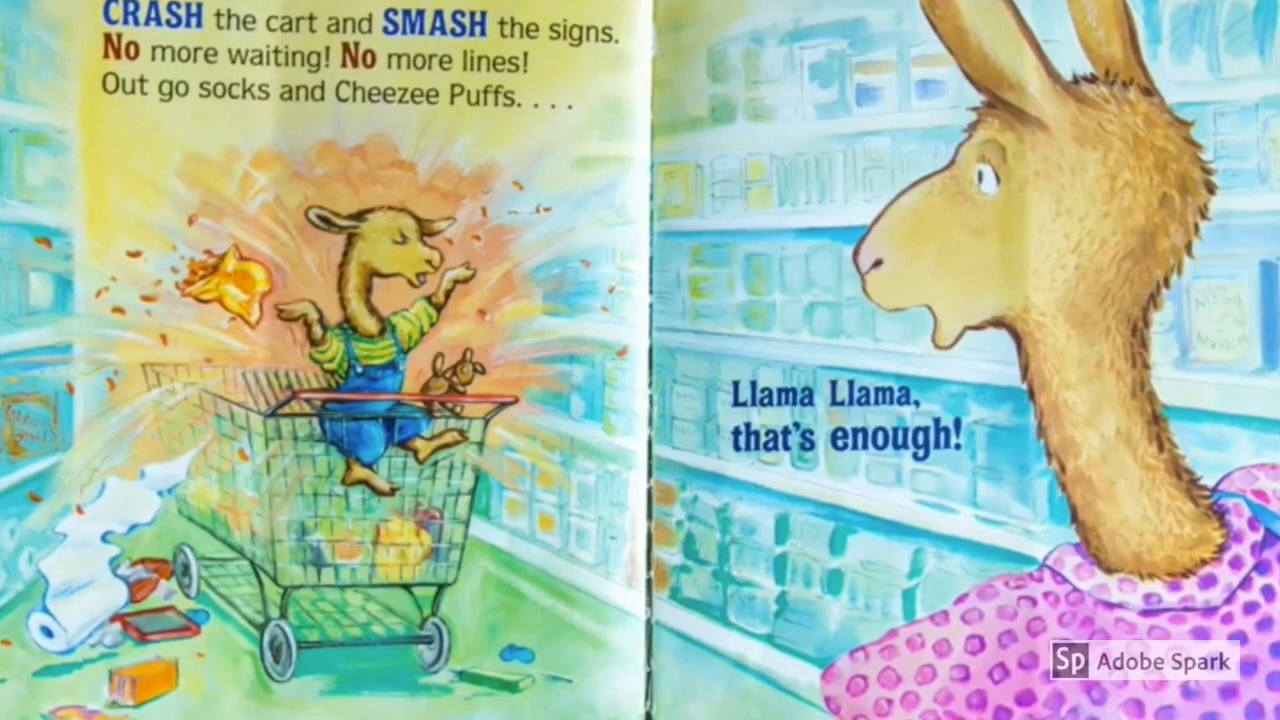 CRASH the cart and SMASH the signs.
No more waiting! No more lines!
Out go socks and Cheezee Puffs. . . .
Llama Llama,
that's enough!
Sp Adobe Spark